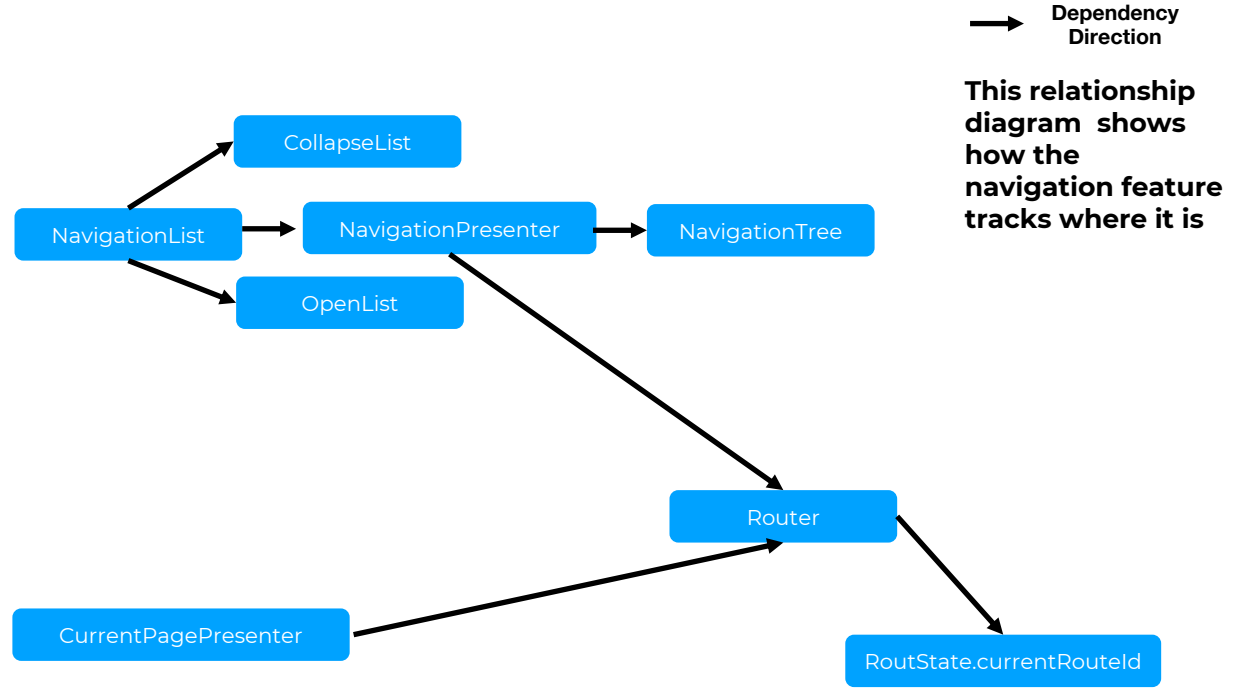 Dependency
Direction
This relationship
diagram shows
how the
navigation feature
tracks where it is
CollapseList
NavigationList
NavigationPresenter
NavigationTree
OpenList
Router
CurrentPagePresenter
RoutState.currentRouteId